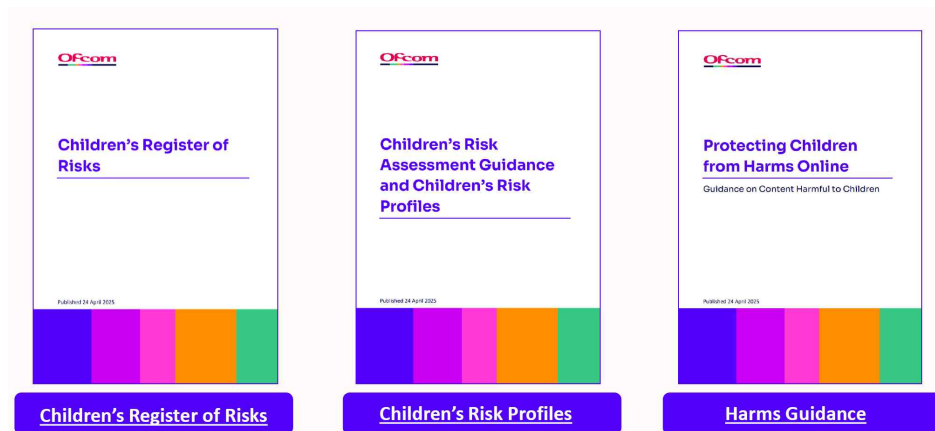 Ofcom
Children's Register of
Risks
Published 24 April 2025
Children's Register of Risks
Ofcom
Children's Risk
Assessment Guidance
and Children's Risk
Profiles
Published 24 April 2025
Children's Risk Profiles
Ofcom
Protecting Children
from Harms Online
Guidance on Content Harmful to Children
Published 24 April 2025
Harms Guidance